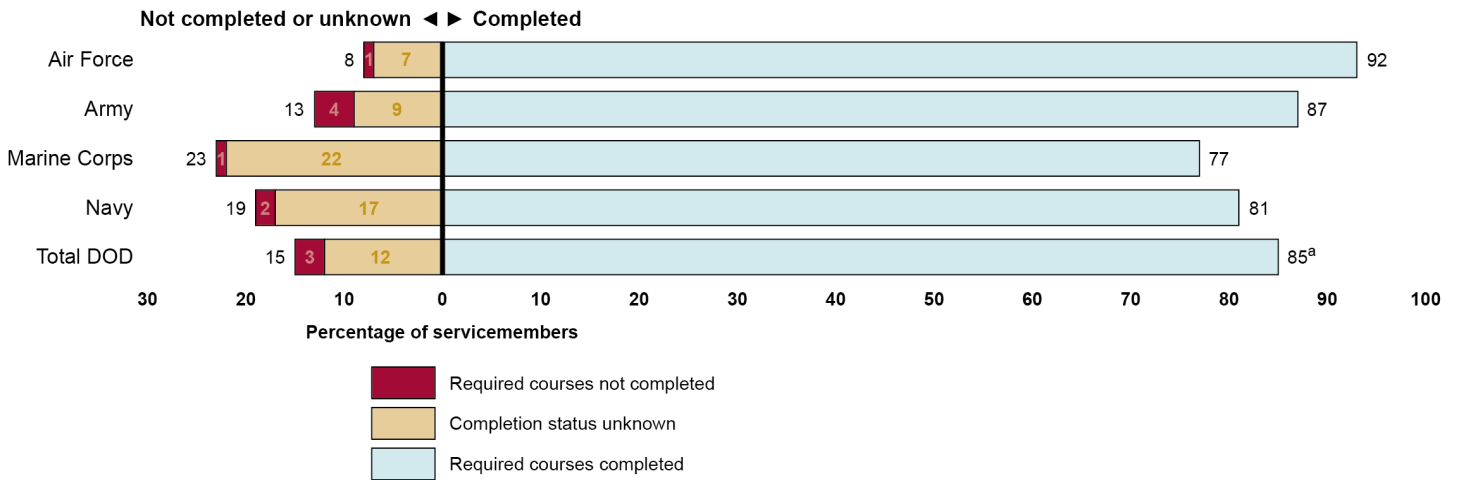 Not completed or unknown ◄ ► Completed
Air Force 8 1 7 92
Army 13 4 9 87
Marine Corps 23 1 22 77
Navy 19 2 17 81
Total DOD 15 3 12 85ᵃ
30 20 10 0 10 20 30 40 50 60 70 80 90 100
Percentage of servicemembers
Required courses not completed
Completion status unknown
Required courses completed